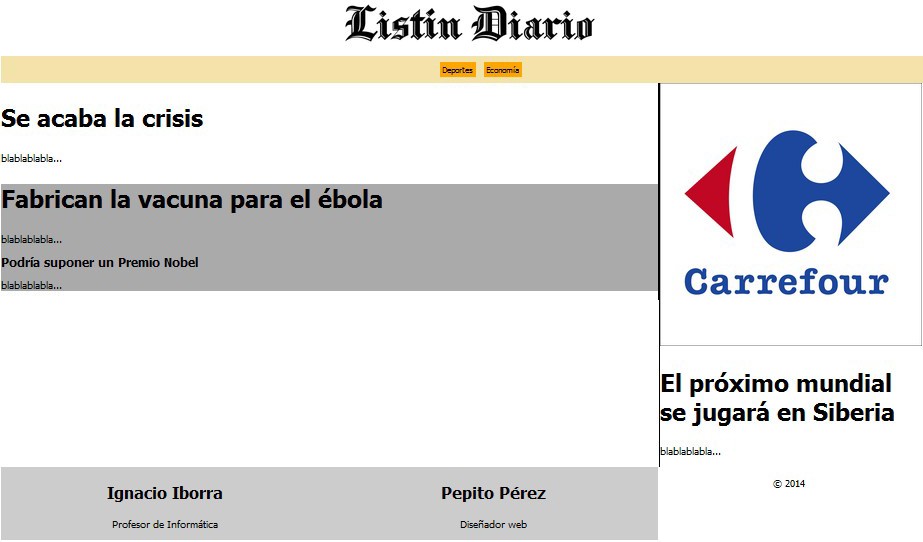 Listín Diario
Deportes Economía
Se acaba la crisis
blablablabla...
Fabrican la vacuna para el ébola
blablablabla...
Podría suponer un Premio Nobel
blablablabla...
Carrefour
El próximo mundial
se jugará en Siberia
blablablabla...
Ignacio Iborra
Profesor de Informática
Pepito Pérez
Diseñador web
© 2014